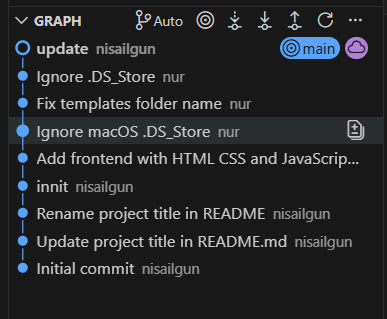 GRAPH Auto
update nisailgun main
Ignore .DS_Store nur
Fix templates folder name nur
Ignore macOS .DS_Store nur
Add frontend with HTML CSS and JavaScrip...
innit nisailgun
Rename project title in README nisailgun
Update project title in README.md nisailgun
Initial commit nisailgun